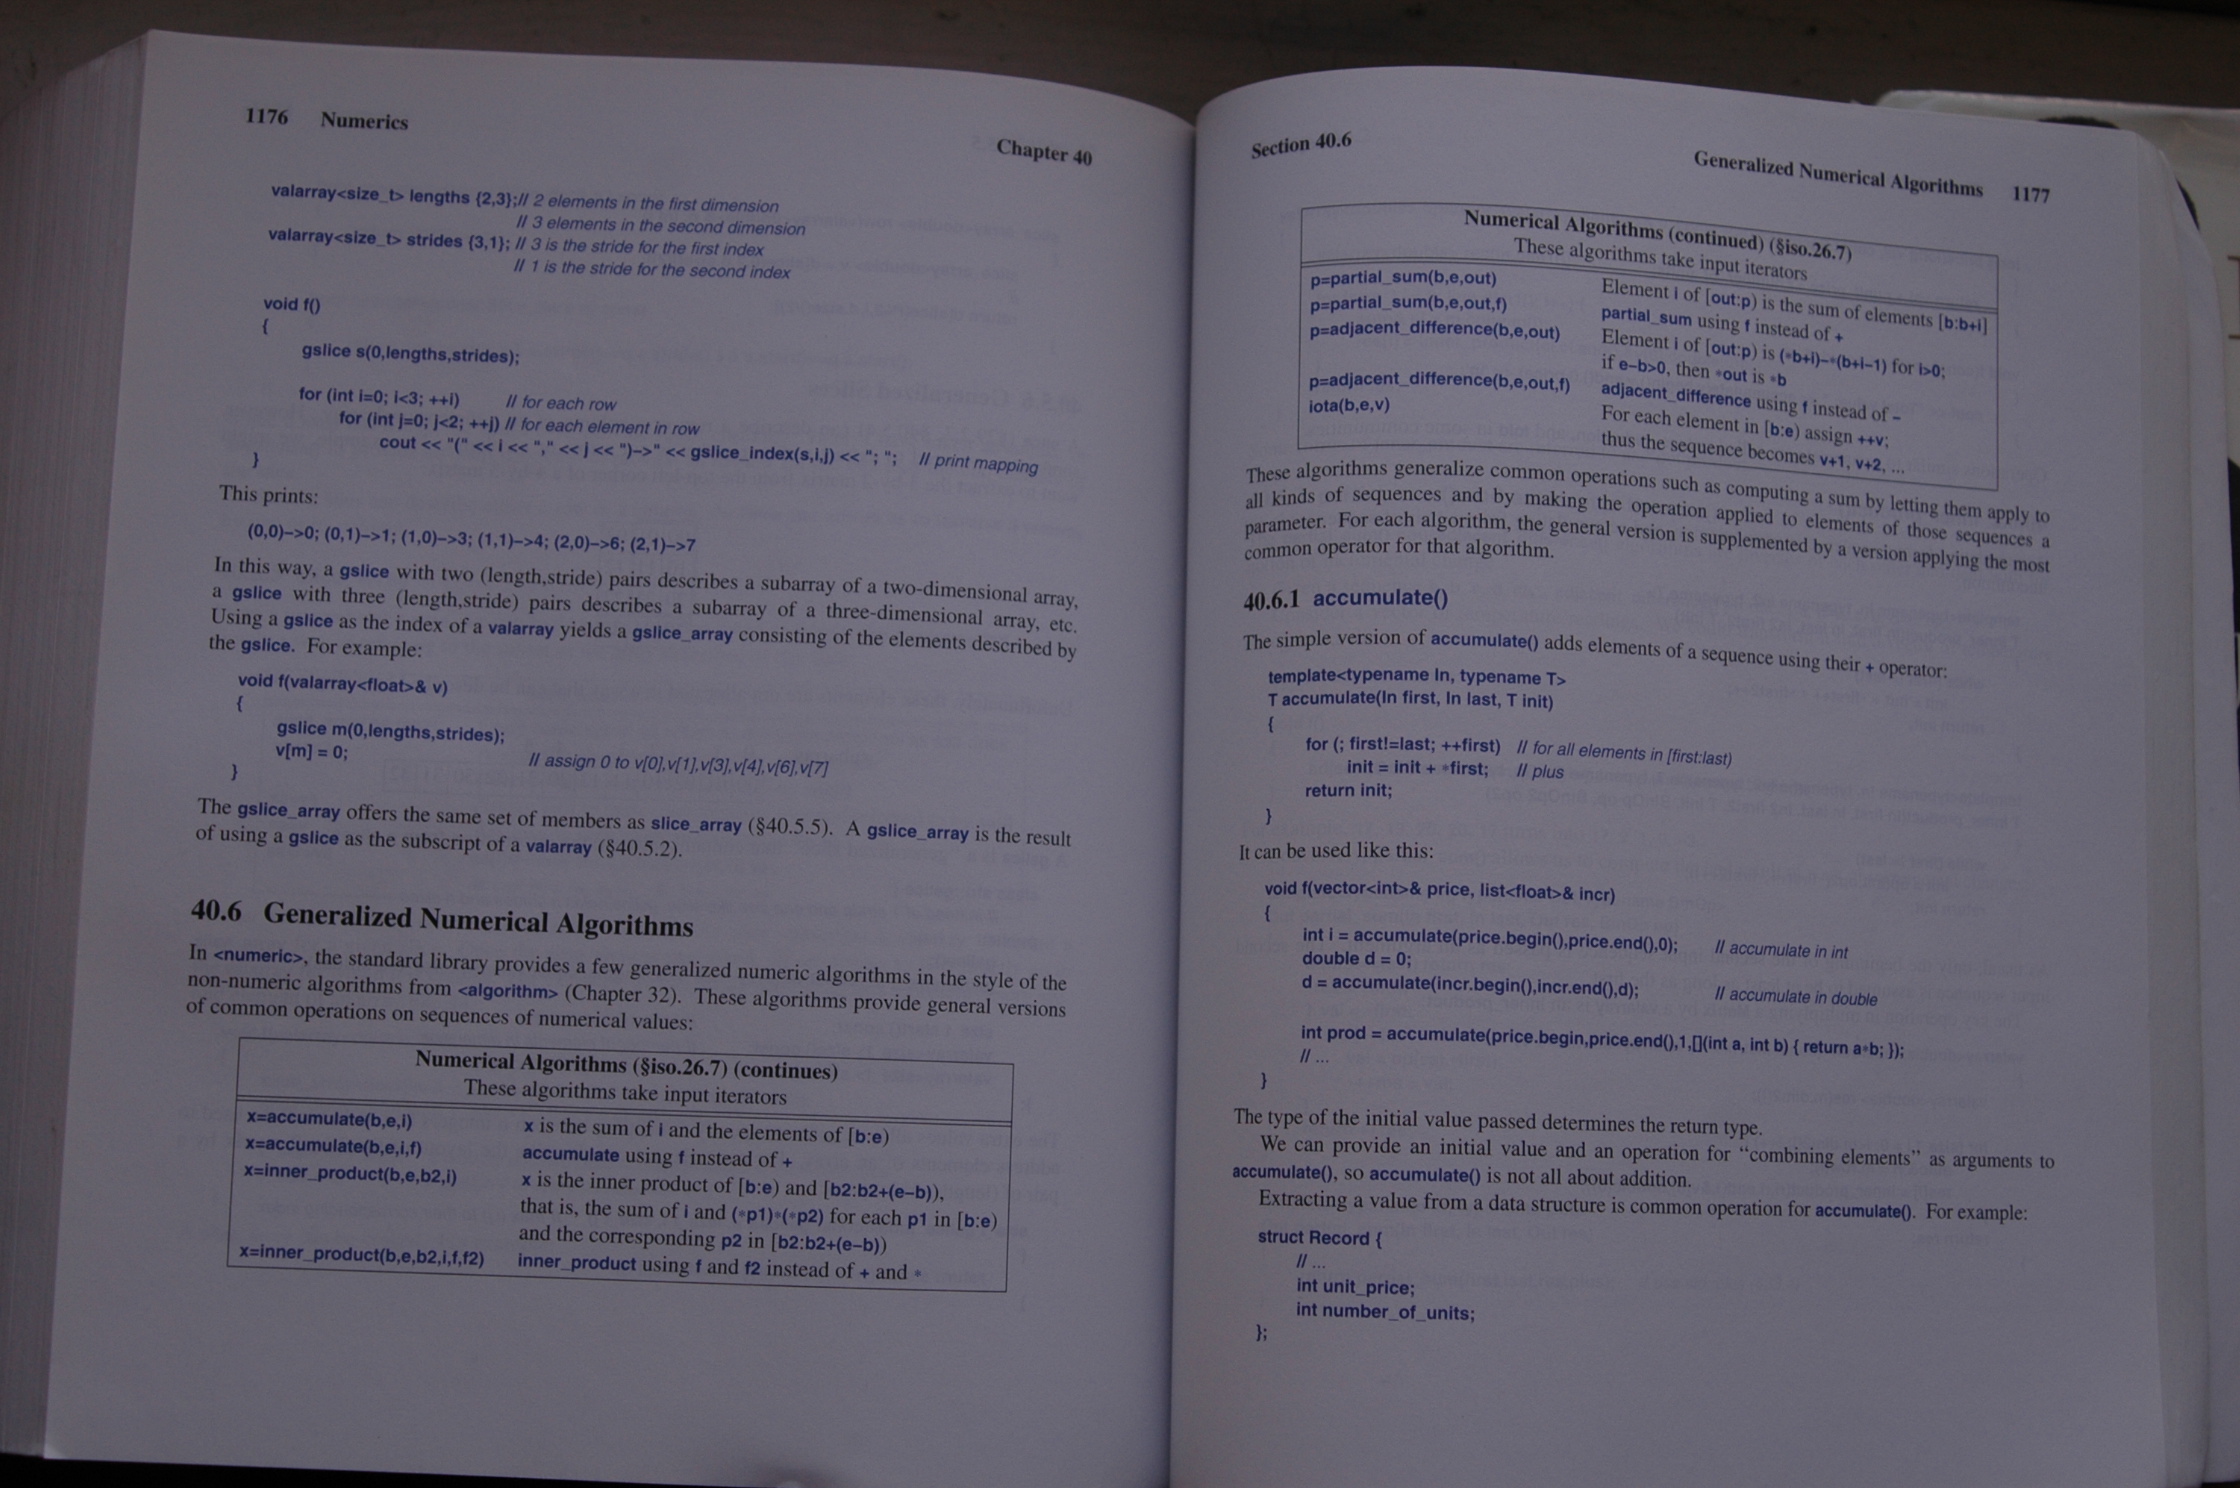 1176 Numerics Chapter 40
valarray<size_t> lengths {2,3};// 2 elements in the first dimension
// 3 elements in the second dimension
valarray<size_t> strides {3,1}; // 3 is the stride for the first index
// 1 is the stride for the second index
void f()
{
gslice s(0,lengths,strides);
for (int i=0; i<3; ++i) // for each row
for (int j=0; j<2; ++j) // for each element in row
cout << "(" << i << "," << j << ")->" << gslice_index(s,i,j) << "; "; // print mapping
}
This prints:
(0,0)->0; (0,1)->1; (1,0)->3; (1,1)->4; (2,0)->6; (2,1)->7
In this way, a gslice with two (length,stride) pairs describes a subarray of a two-dimensional array,
a gslice with three (length,stride) pairs describes a subarray of a three-dimensional array, etc.
Using a gslice as the index of a valarray yields a gslice_array consisting of the elements described by
the gslice. For example:
void f(valarray<float>& v)
{
gslice m(0,lengths,strides);
v[m] = 0; // assign 0 to v[0],v[1],v[3],v[4],v[6],v[7]
}
The gslice_array offers the same set of members as slice_array (§40.5.5). A gslice_array is the result
of using a gslice as the subscript of a valarray (§40.5.2).
40.6 Generalized Numerical Algorithms
In <numeric>, the standard library provides a few generalized numeric algorithms in the style of the
non-numeric algorithms from <algorithm> (Chapter 32). These algorithms provide general versions
of common operations on sequences of numerical values:
Numerical Algorithms (§iso.26.7) (continues)
These algorithms take input iterators
x=accumulate(b,e,i) x is the sum of i and the elements of [b:e)
x=accumulate(b,e,i,f) accumulate using f instead of +
x=inner_product(b,e,b2,i) x is the inner product of [b:e) and [b2:b2+(e-b)),
that is, the sum of i and (*p1)*(*p2) for each p1 in [b:e)
and the corresponding p2 in [b2:b2+(e-b))
x=inner_product(b,e,b2,i,f,f2) inner_product using f and f2 instead of + and *
Section 40.6 Generalized Numerical Algorithms 1177
Numerical Algorithms (continued) (§iso.26.7)
These algorithms take input iterators
p=partial_sum(b,e,out) Element i of [out:p) is the sum of elements [b:b+i]
p=partial_sum(b,e,out,f) partial_sum using f instead of +
p=adjacent_difference(b,e,out) Element i of [out:p) is (*b+i)-*(b+i-1) for i>0;
if e-b>0, then *out is *b
p=adjacent_difference(b,e,out,f) adjacent_difference using f instead of -
iota(b,e,v) For each element in [b:e) assign ++v;
thus the sequence becomes v+1, v+2, ...
These algorithms generalize common operations such as computing a sum by letting them apply to
all kinds of sequences and by making the operation applied to elements of those sequences a
parameter. For each algorithm, the general version is supplemented by a version applying the most
common operator for that algorithm.
40.6.1 accumulate()
The simple version of accumulate() adds elements of a sequence using their + operator:
template<typename In, typename T>
T accumulate(In first, In last, T init)
{
for (; first!=last; ++first) // for all elements in [first:last)
init = init + *first; // plus
return init;
}
It can be used like this:
void f(vector<int>& price, list<float>& incr)
{
int i = accumulate(price.begin(),price.end(),0); // accumulate in int
double d = 0;
d = accumulate(incr.begin(),incr.end(),d); // accumulate in double
int prod = accumulate(price.begin,price.end(),1,[](int a, int b) { return a*b; });
// ...
}
The type of the initial value passed determines the return type.
We can provide an initial value and an operation for “combining elements” as arguments to
accumulate(), so accumulate() is not all about addition.
Extracting a value from a data structure is common operation for accumulate(). For example:
struct Record {
// ...
int unit_price;
int number_of_units;
};